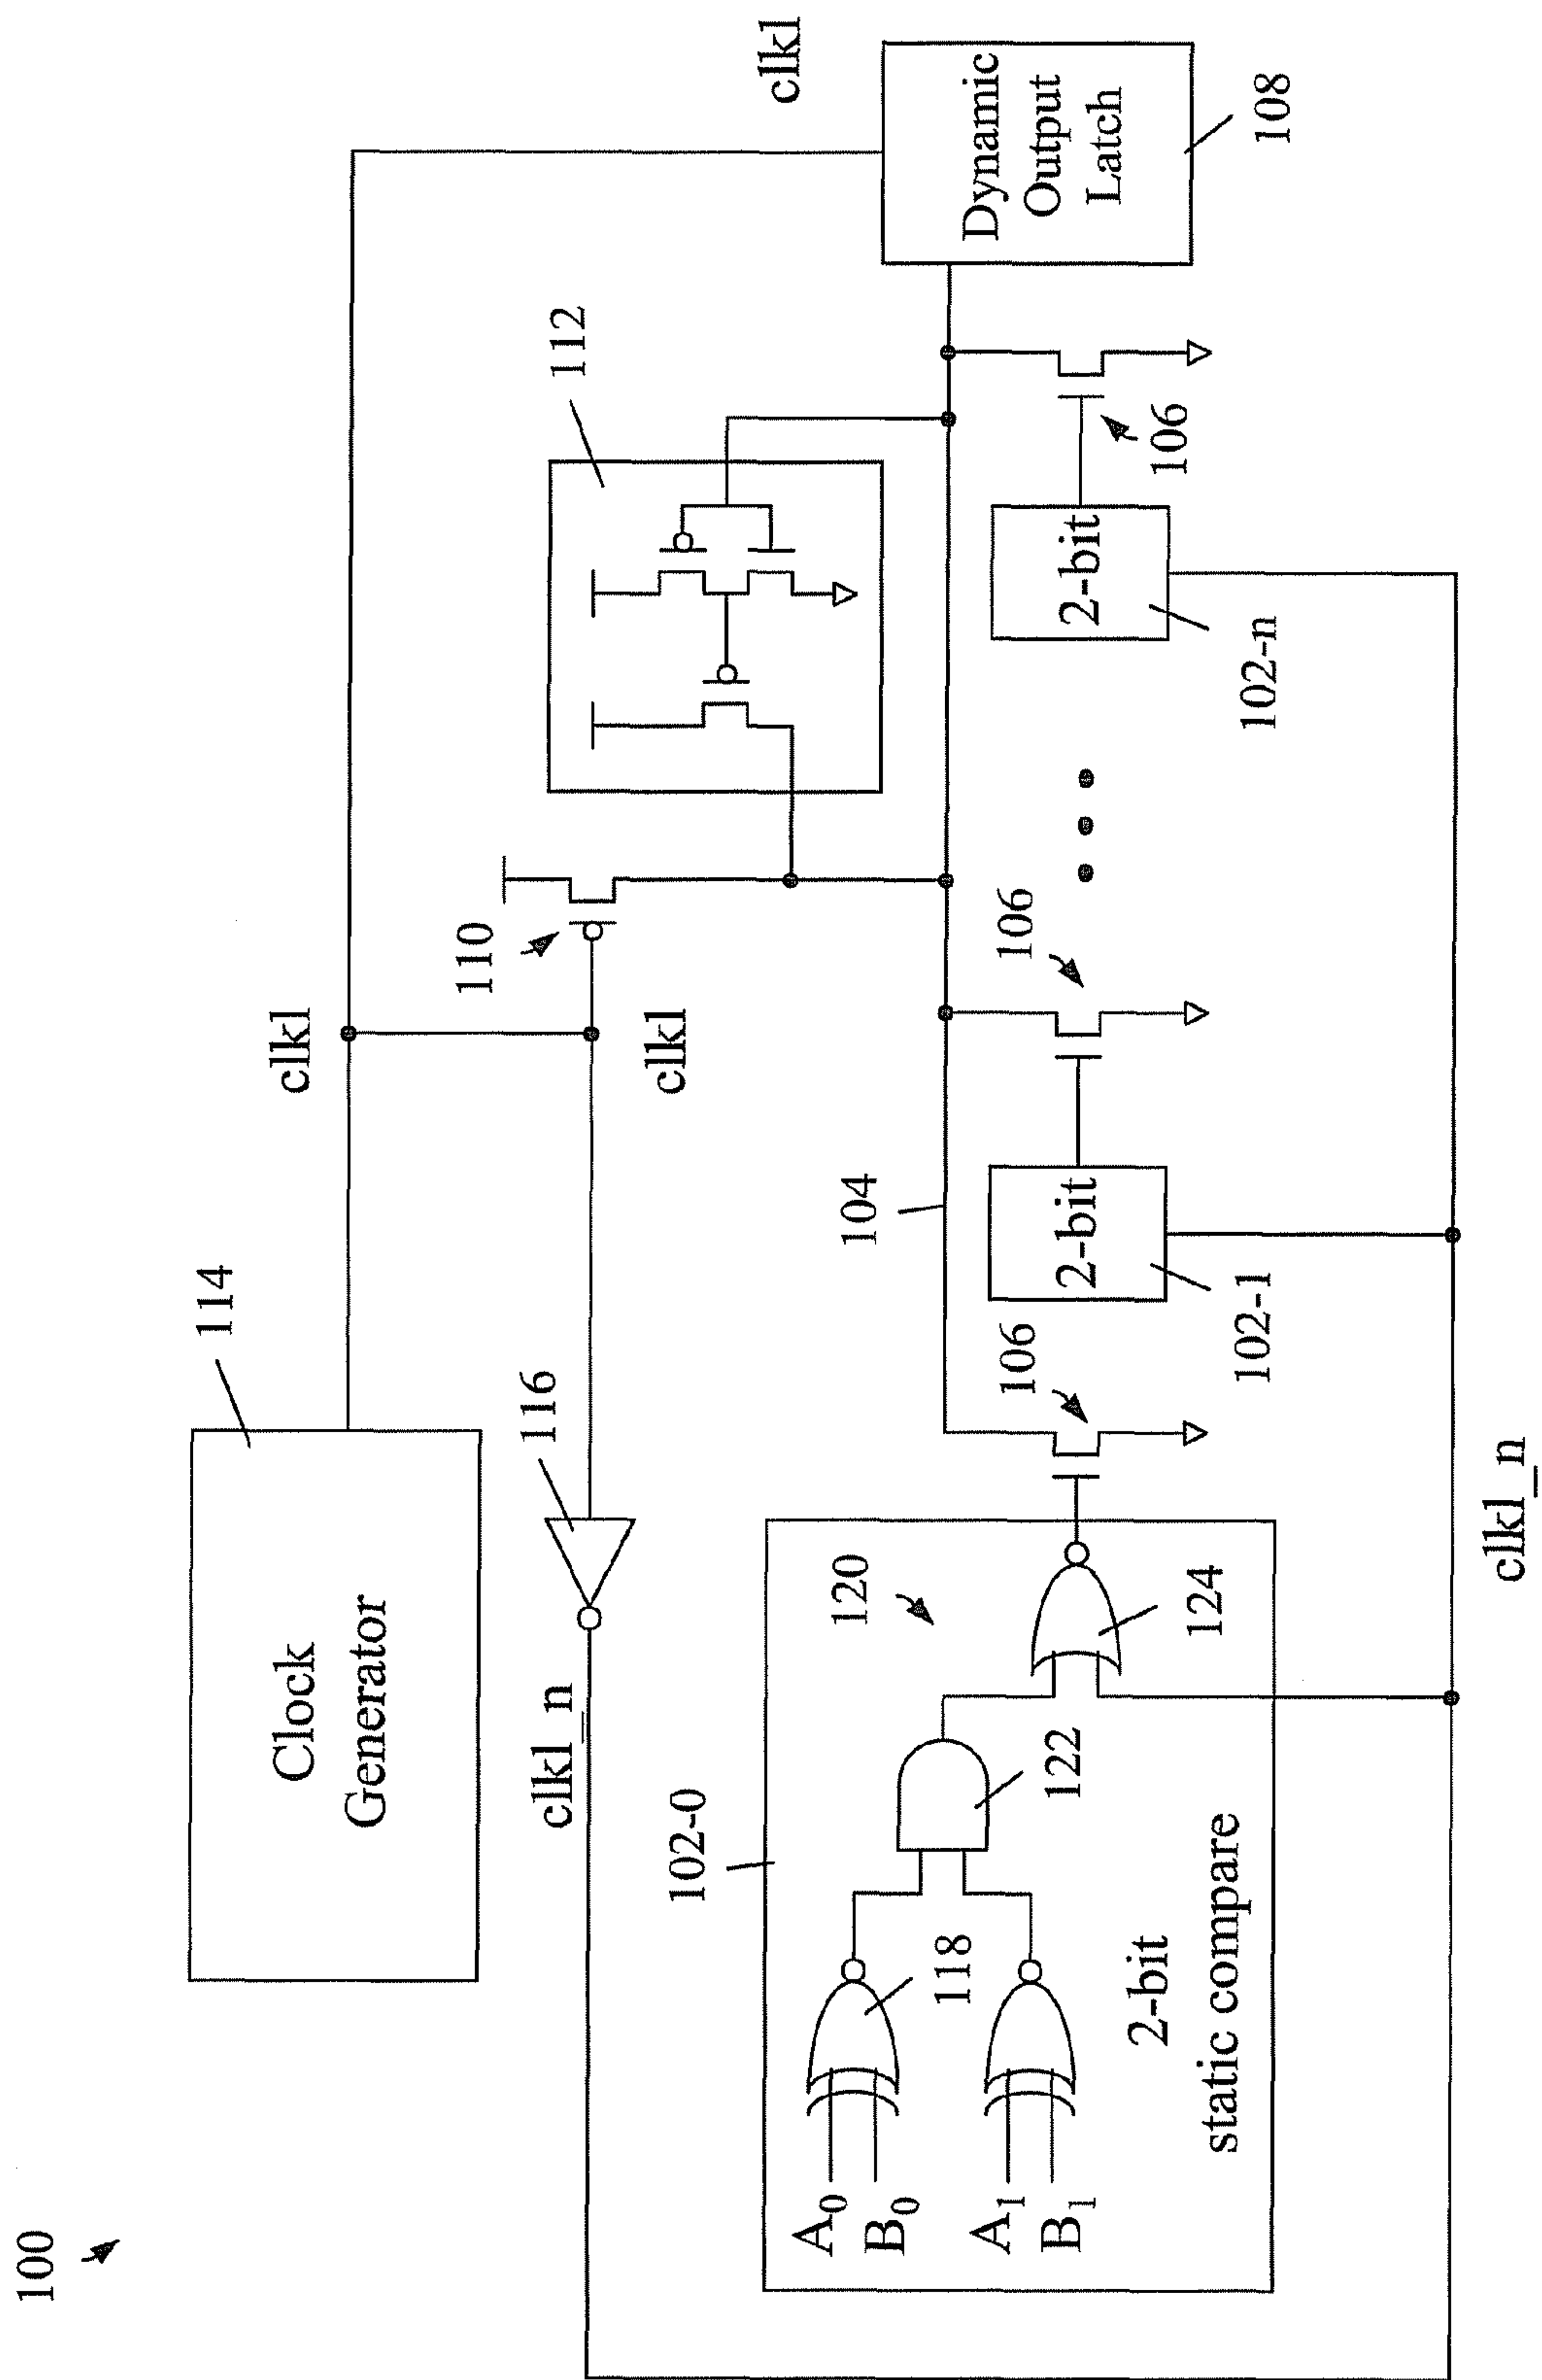 100
Clock
Generator
114
clkl
clkl
116
clkl_n
110
clkl
112
102-0
120
104
106
106
A0
B0
118
A1
B1
122
124
2-bit
static compare
2-bit
102-1
2-bit
102-n
106
Dynamic
Output
Latch
108
clkl_n